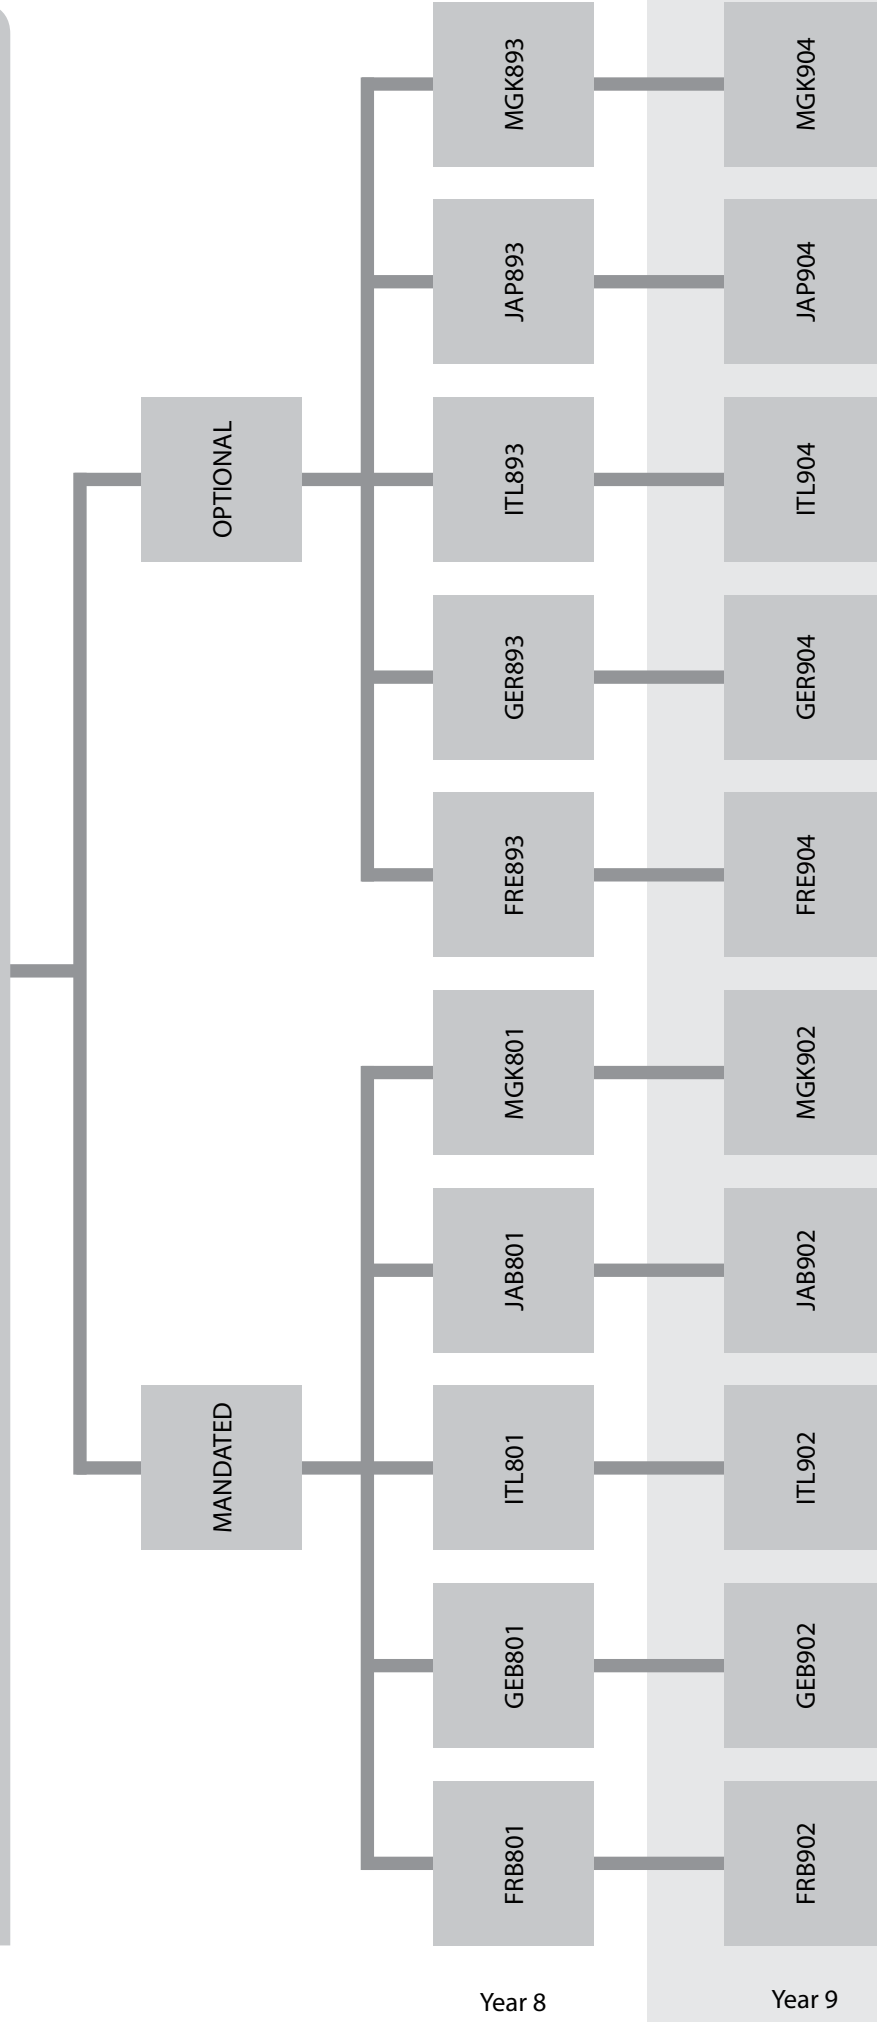 OPTIONAL
MANDATED
MGK893
JAP893
ITL893
GER893
FRE893
MGK801
JAB801
ITL801
GEB801
FRB801
Year 8
MGK904
JAP904
ITL904
GER904
FRE904
MGK902
JAB902
ITL902
GEB902
FRB902
Year 9